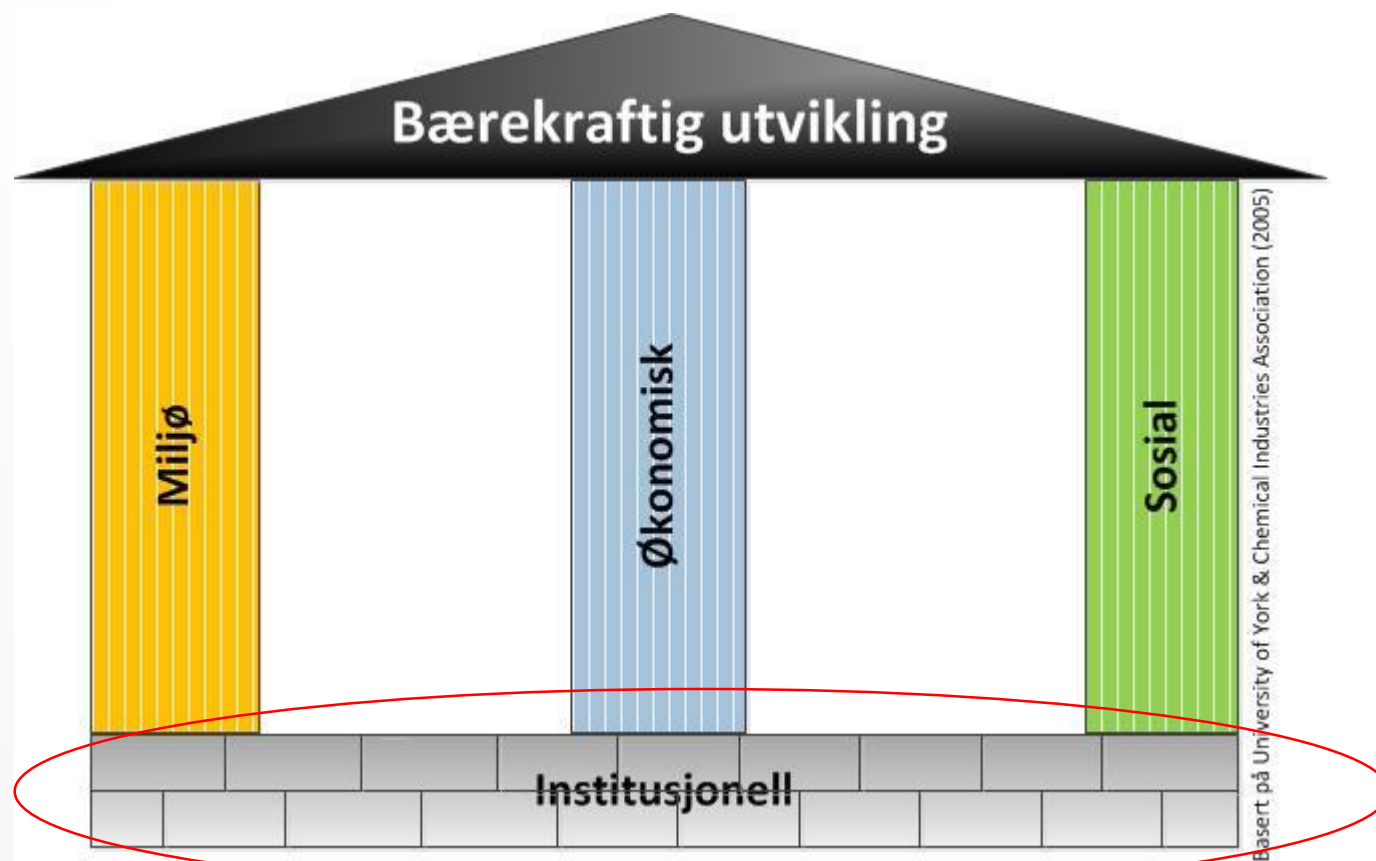 Bærekraftig utvikling
Miljø
Økonomisk
Sosial
Institusjonell
Basert på University of York & Chemical Industries Association (2005)